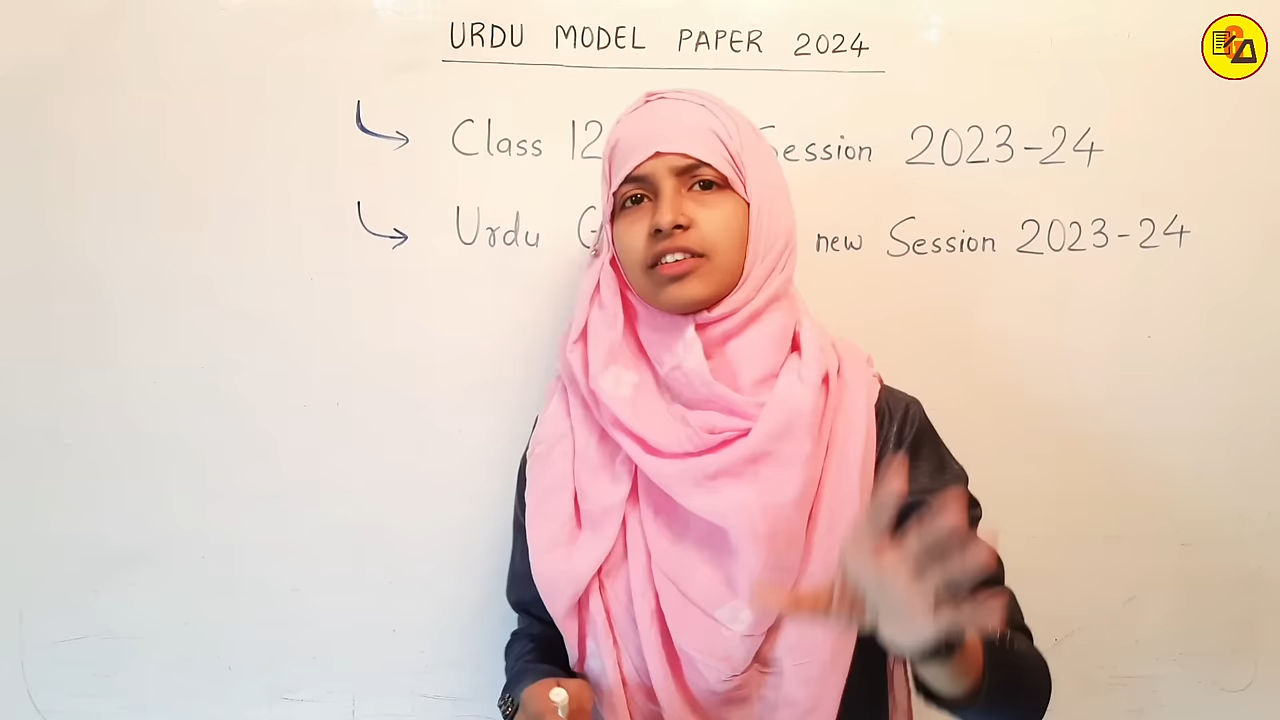 URDU MODEL PAPER 2024
Class 12 Session 2023-24
Urdu new Session 2023-24